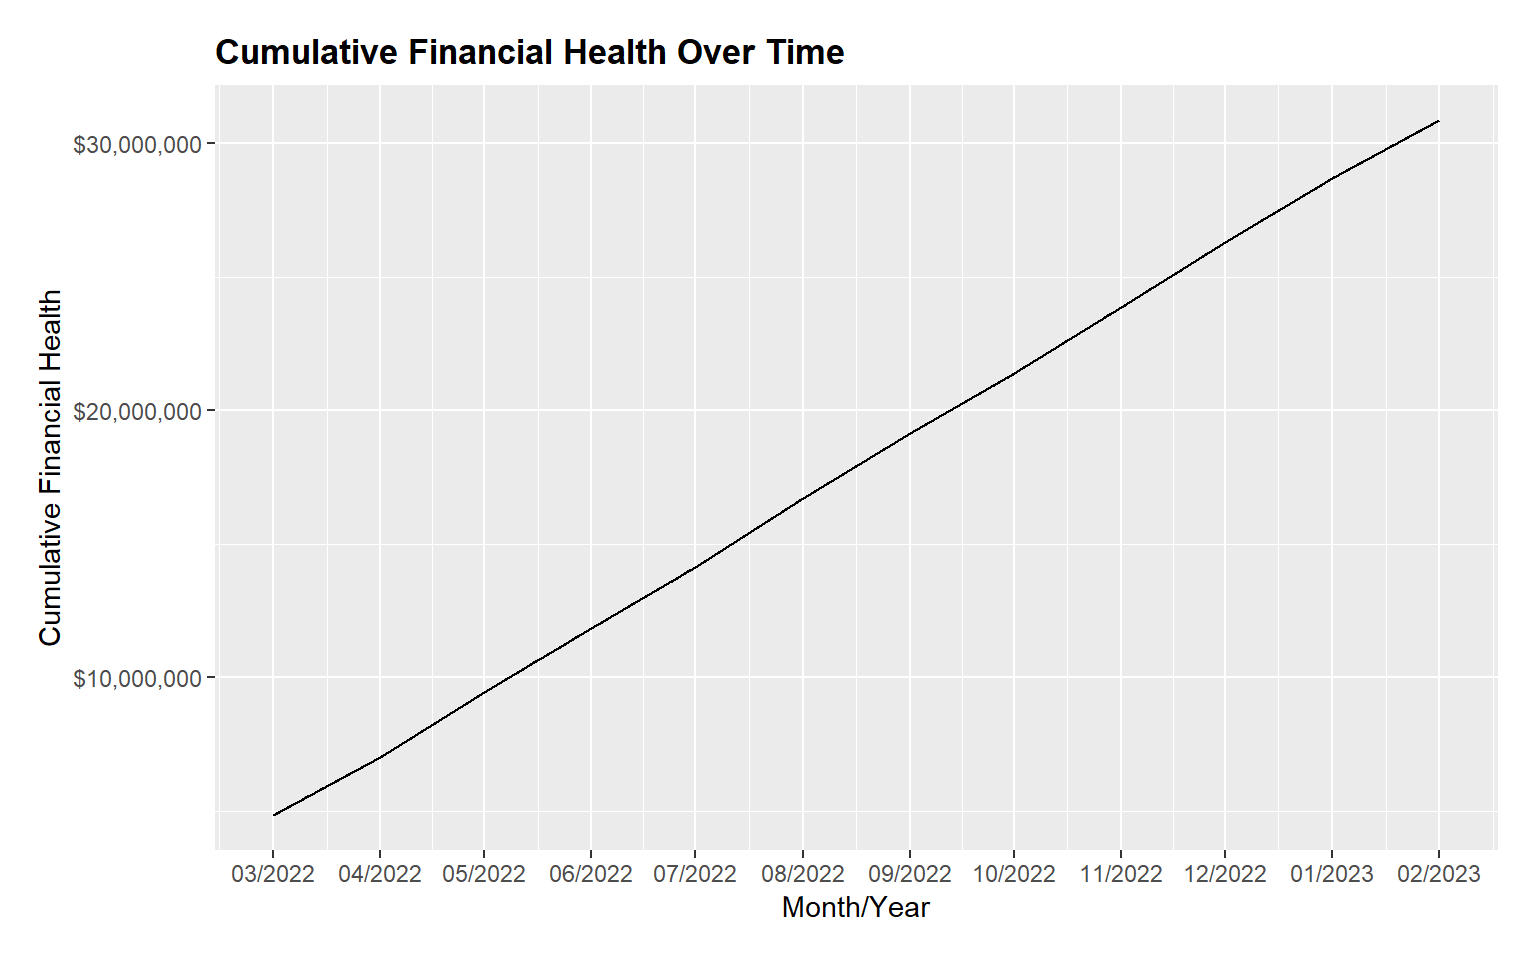 Cumulative Financial Health Over Time
Cumulative Financial Health
$30,000,000
$20,000,000
$10,000,000
03/2022 04/2022 05/2022 06/2022 07/2022 08/2022 09/2022 10/2022 11/2022 12/2022 01/2023 02/2023
Month/Year